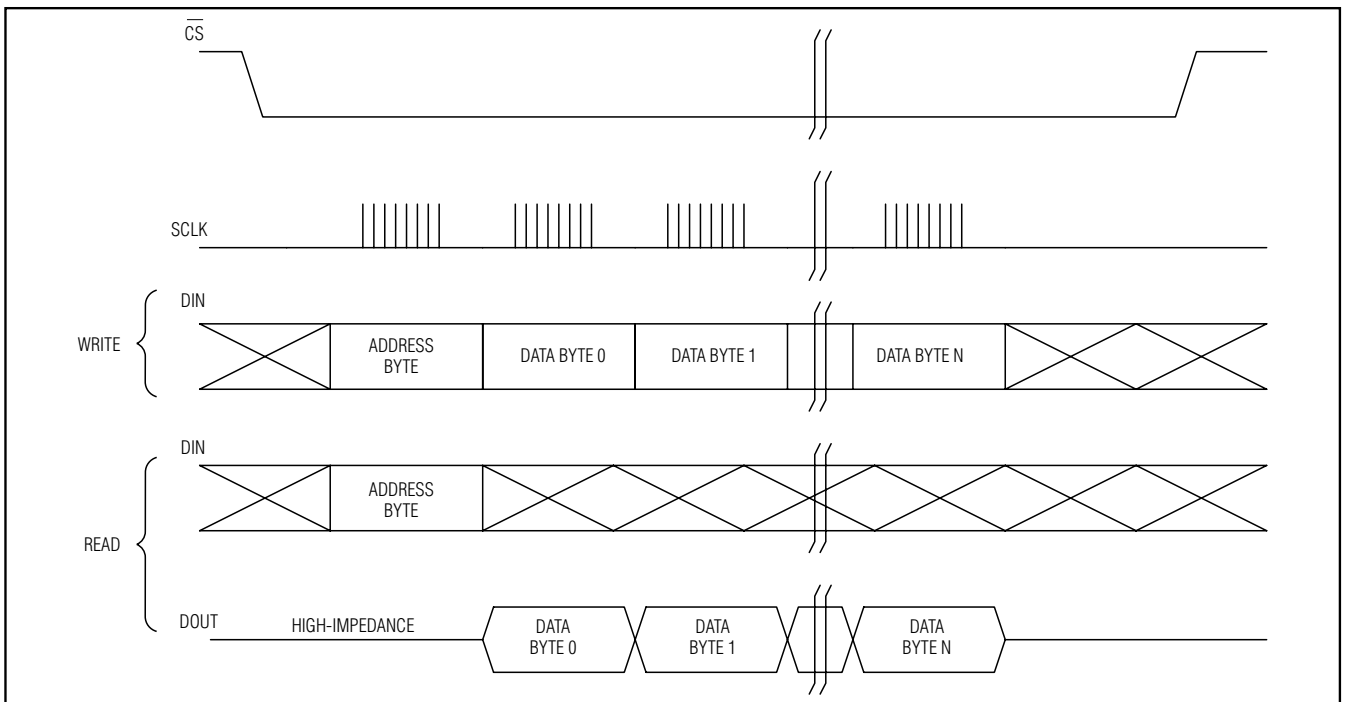 CS
SCLK
DIN
WRITE
ADDRESS
BYTE
DATA BYTE 0
DATA BYTE 1
DATA BYTE N
DIN
READ
ADDRESS
BYTE
DOUT
HIGH-IMPEDANCE
DATA
BYTE 0
DATA
BYTE 1
DATA
BYTE N